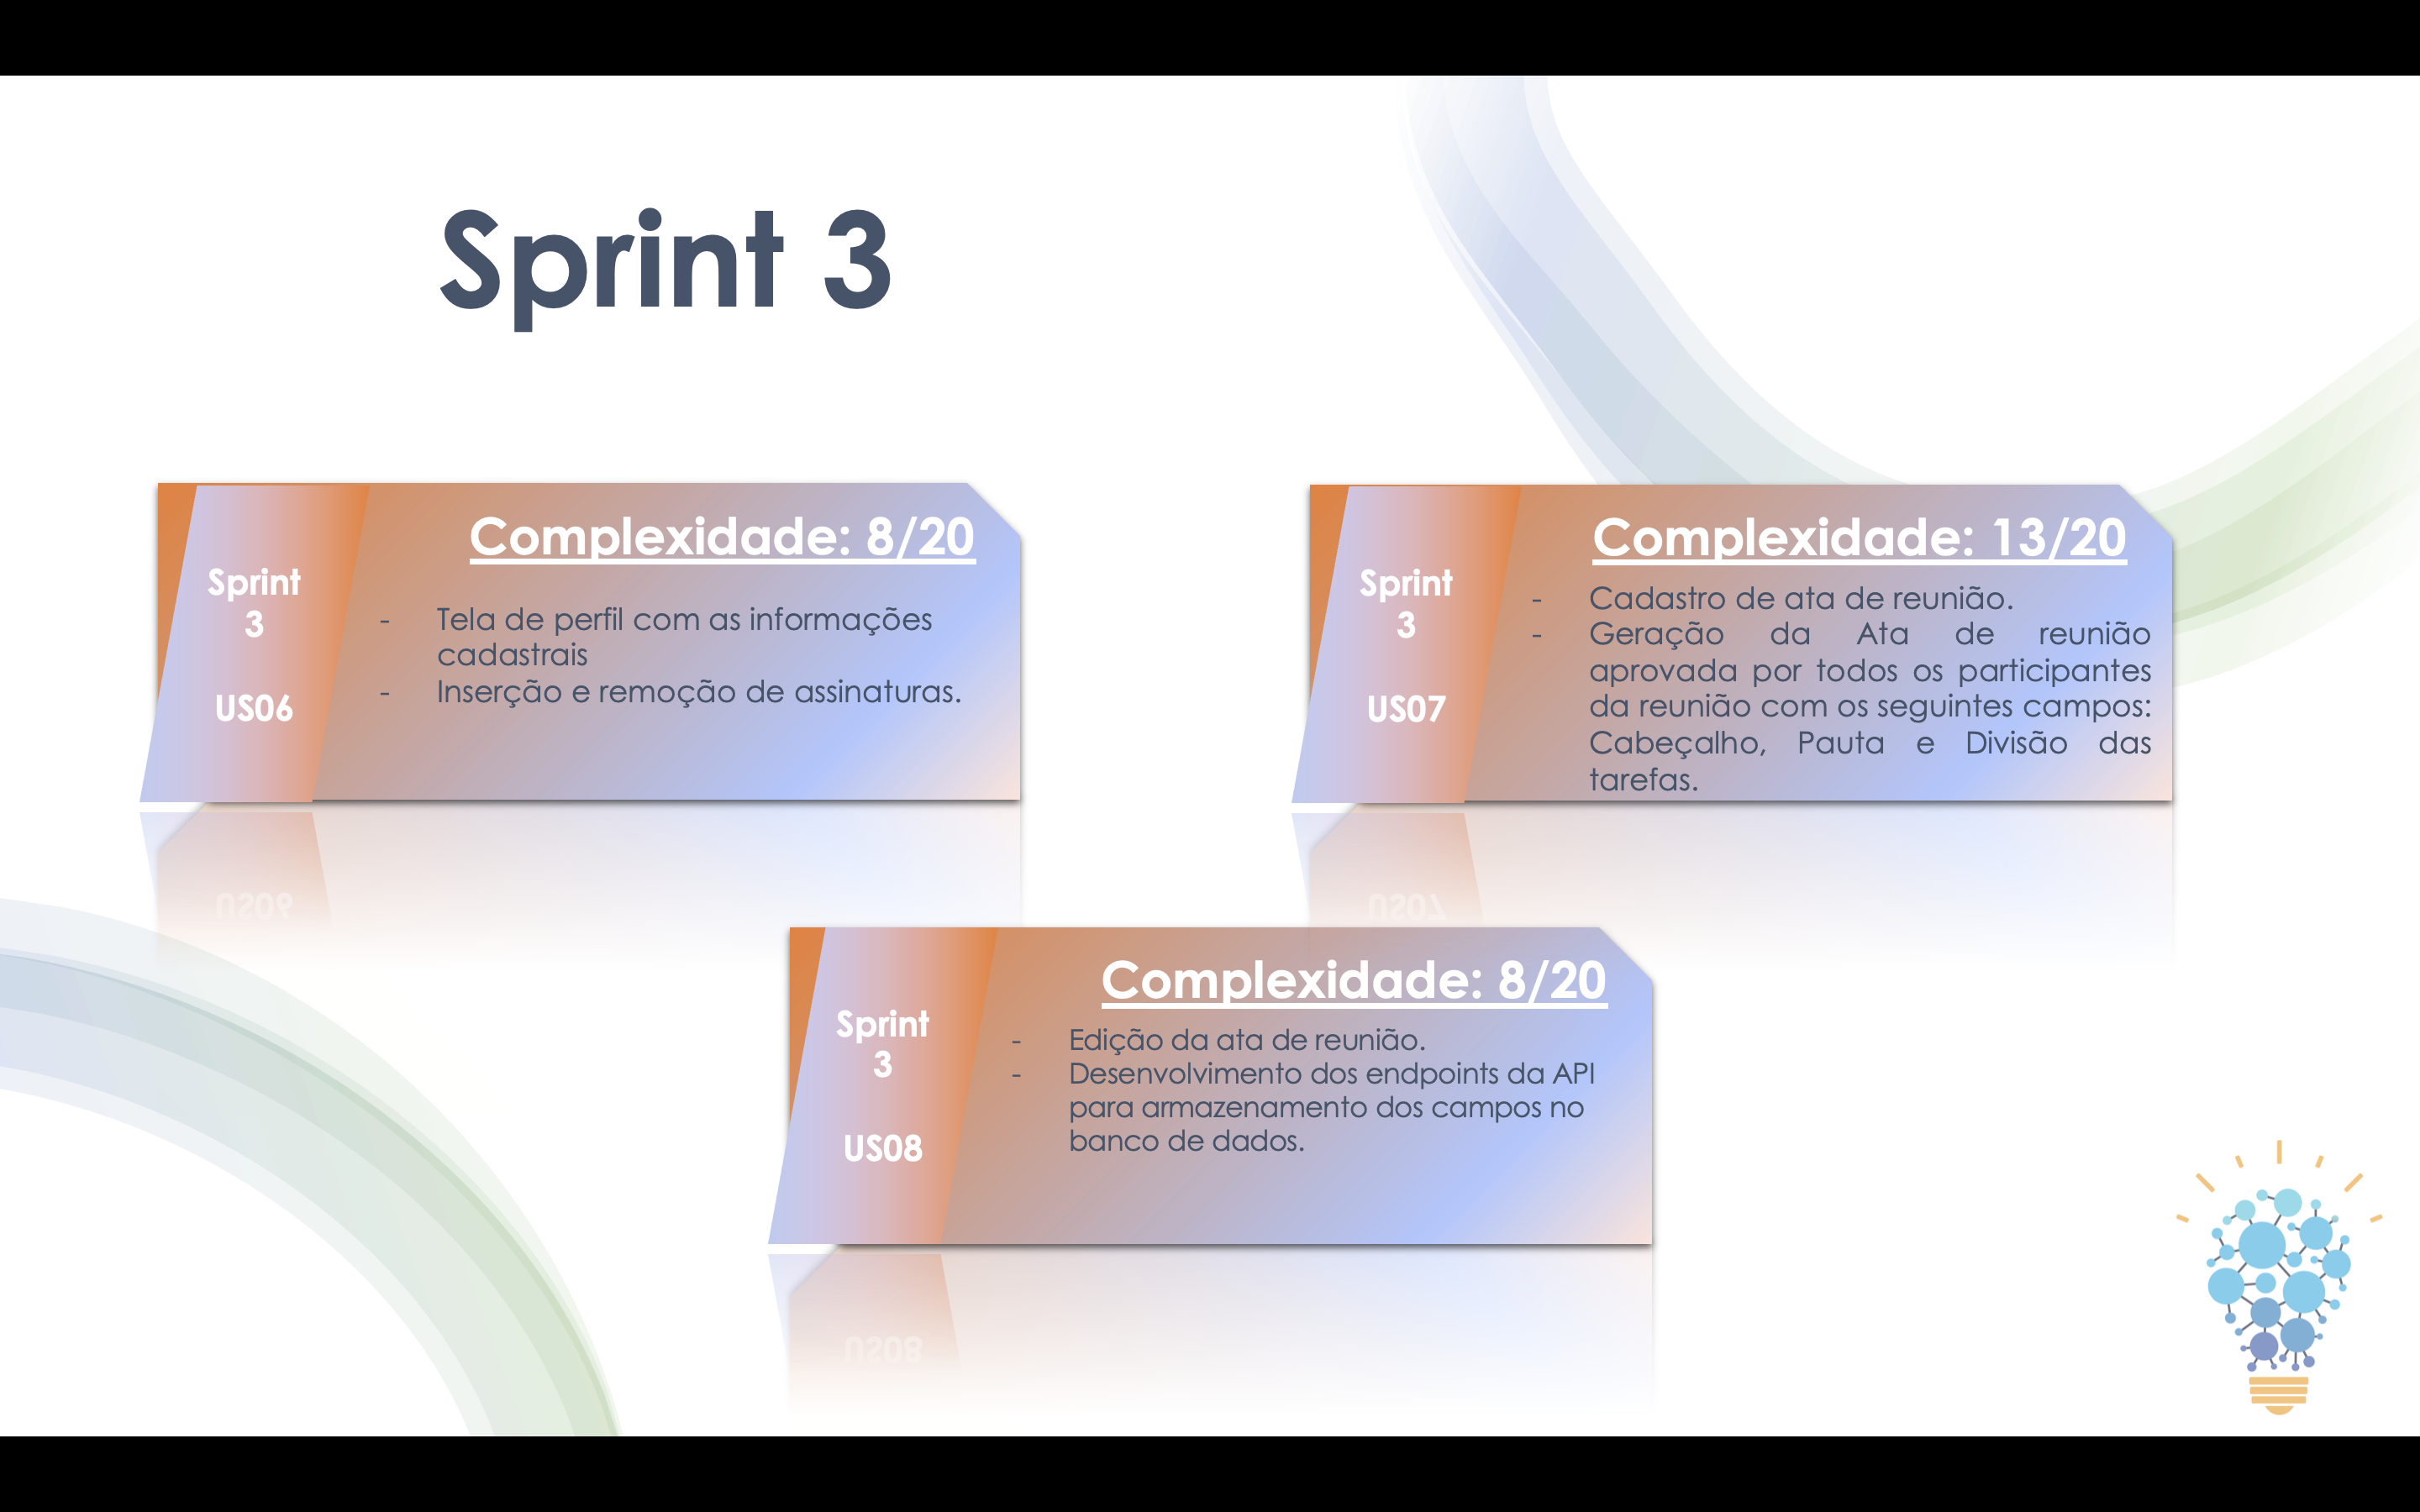 Sprint 3
Complexidade: 8/20
Sprint
3
US06
- Tela de perfil com as informações
cadastrais
- Inserção e remoção de assinaturas.
Complexidade: 13/20
Sprint
3
US07
- Cadastro de ata de reunião.
- Geração da Ata de reunião
aprovada por todos os participantes
da reunião com os seguintes campos:
Cabeçalho, Pauta e Divisão das
tarefas.
Complexidade: 8/20
Sprint
3
US08
- Edição da ata de reunião.
- Desenvolvimento dos endpoints da API
para armazenamento dos campos no
banco de dados.